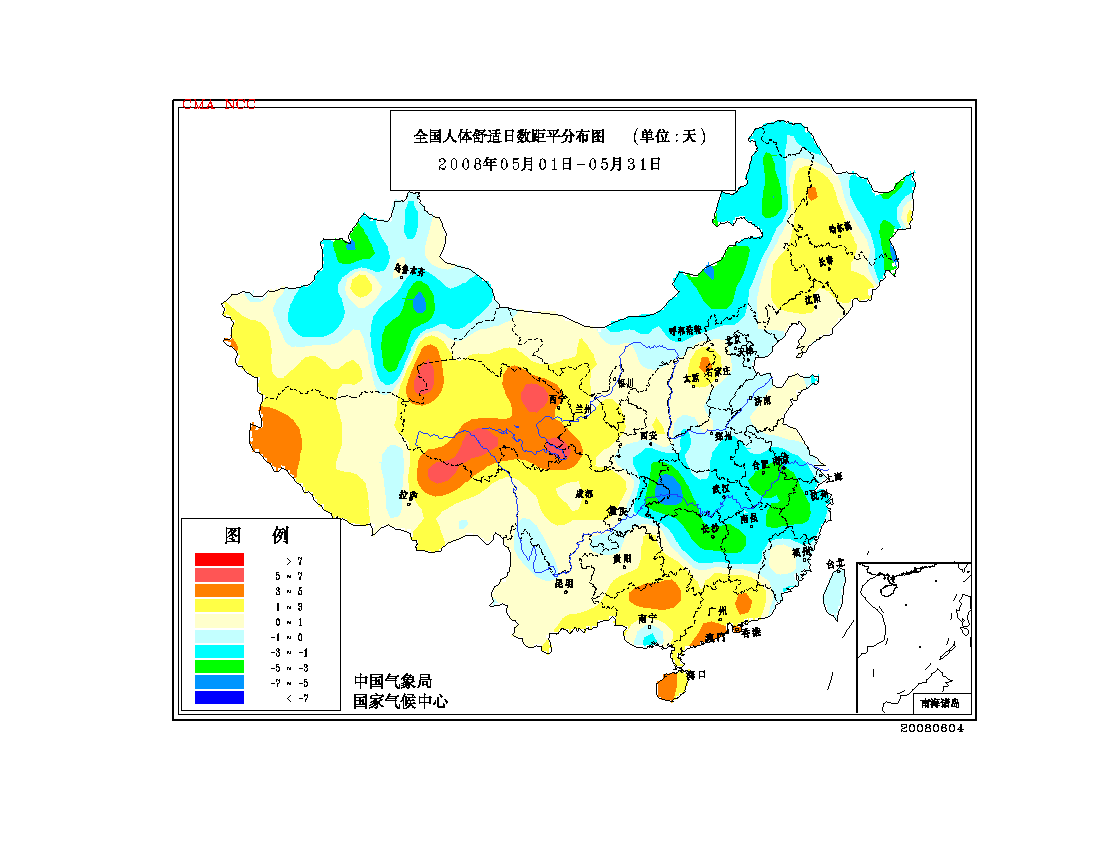 CMA NCC
全国人体舒适日数距平分布图 (单位:天)
2008年05月01日-05月31日
哈尔滨
长春
沈阳
乌鲁木齐
呼和浩特
北京
天津
石家庄
太原
银川
西宁
兰州
济南
西安
郑州
合肥
南京
上海
成都
武汉
杭州
拉萨
重庆
长沙
南昌
贵阳
福州
台北
昆明
南宁
广州
澳门
香港
海口
图 例
> 7
5 ~ 7
3 ~ 5
1 ~ 3
0 ~ 1
-1 ~ 0
-3 ~ -1
-5 ~ -3
-7 ~ -5
< -7
中国气象局
国家气候中心
南海诸岛
20080604